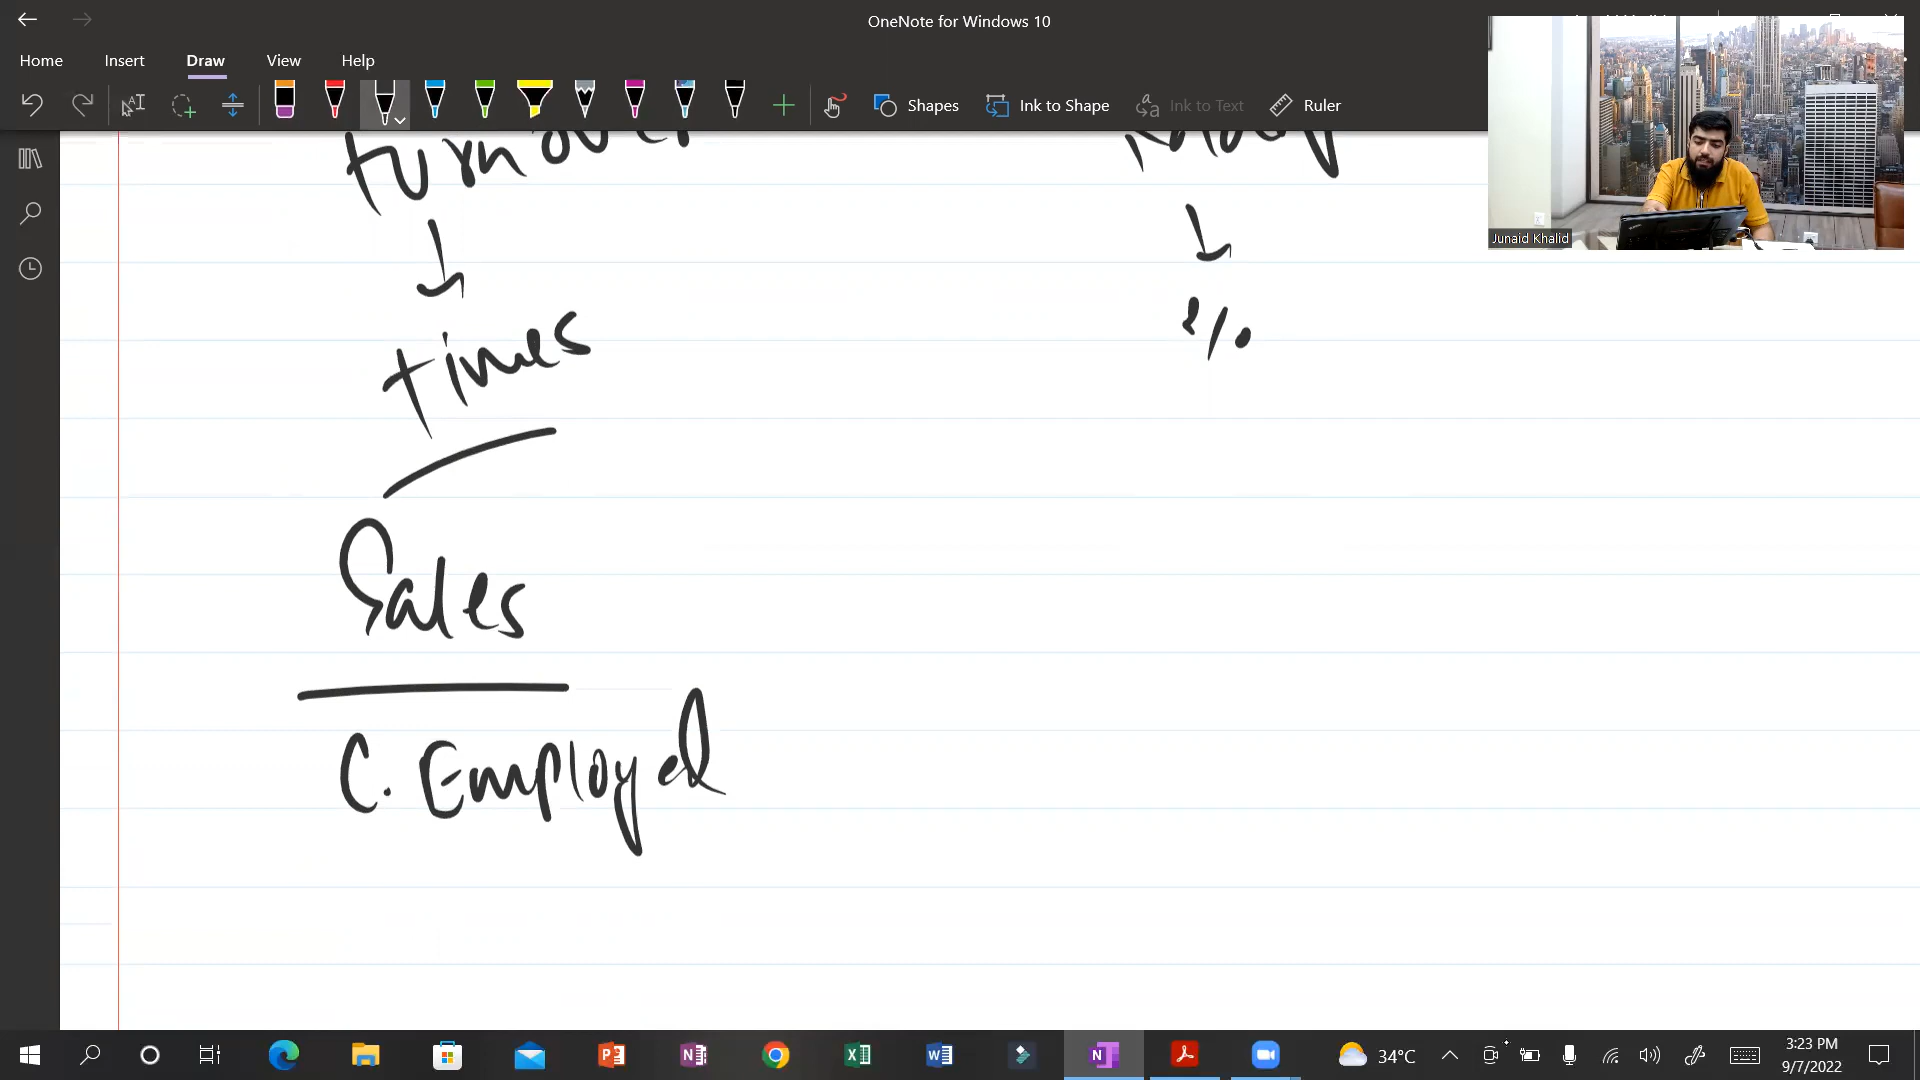 OneNote for Windows 10
Home Insert Draw View Help
Shapes Ink to Shape Ink to Text Ruler
Junaid Khalid
turnover
times
%
Sales
C. Employed
34°C
3:23 PM
9/7/2022